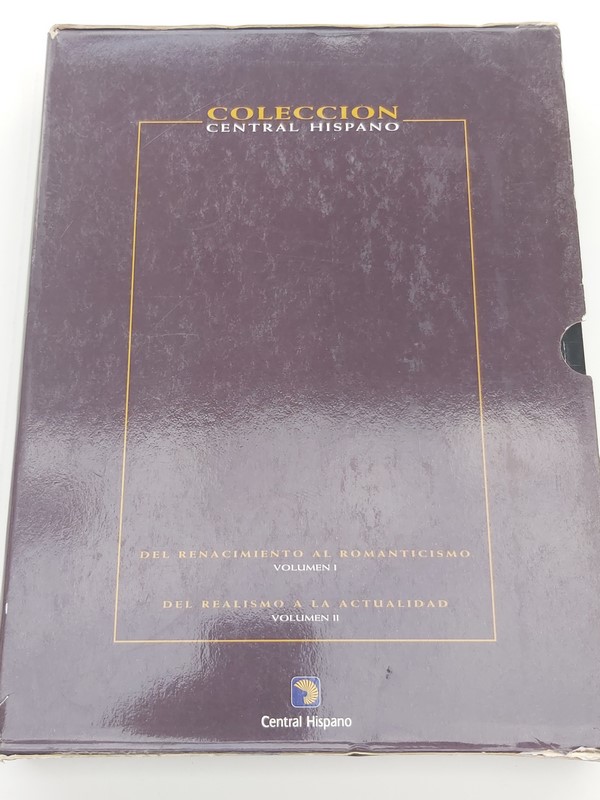 COLECCION
CENTRAL HISPANO
DEL RENACIMIENTO AL ROMANTICISMO
VOLUMEN I
DEL REALISMO A LA ACTUALIDAD
VOLUMEN II
Central Hispano